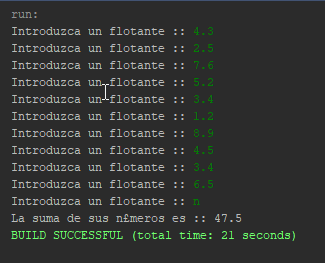 run:
Introduzca un flotante :: 4.3
Introduzca un flotante :: 2.5
Introduzca un flotante :: 7.6
Introduzca un flotante :: 5.2
Introduzca un flotante :: 3.4
Introduzca un flotante :: 1.2
Introduzca un flotante :: 8.9
Introduzca un flotante :: 4.5
Introduzca un flotante :: 3.4
Introduzca un flotante :: 6.5
Introduzca un flotante :: n
La suma de sus n£meros es :: 47.5
BUILD SUCCESSFUL (total time: 21 seconds)